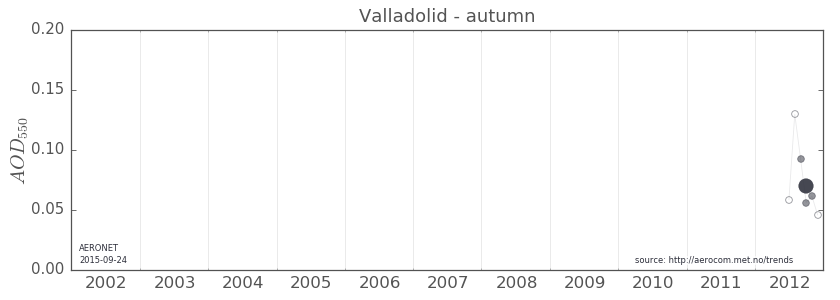 Valladolid - autumn
0.20
0.15
0.10
0.05
0.00
AOD550
AERONET
2015-09-24
source: http://aerocom.met.no/trends
2002 2003 2004 2005 2006 2007 2008 2009 2010 2011 2012